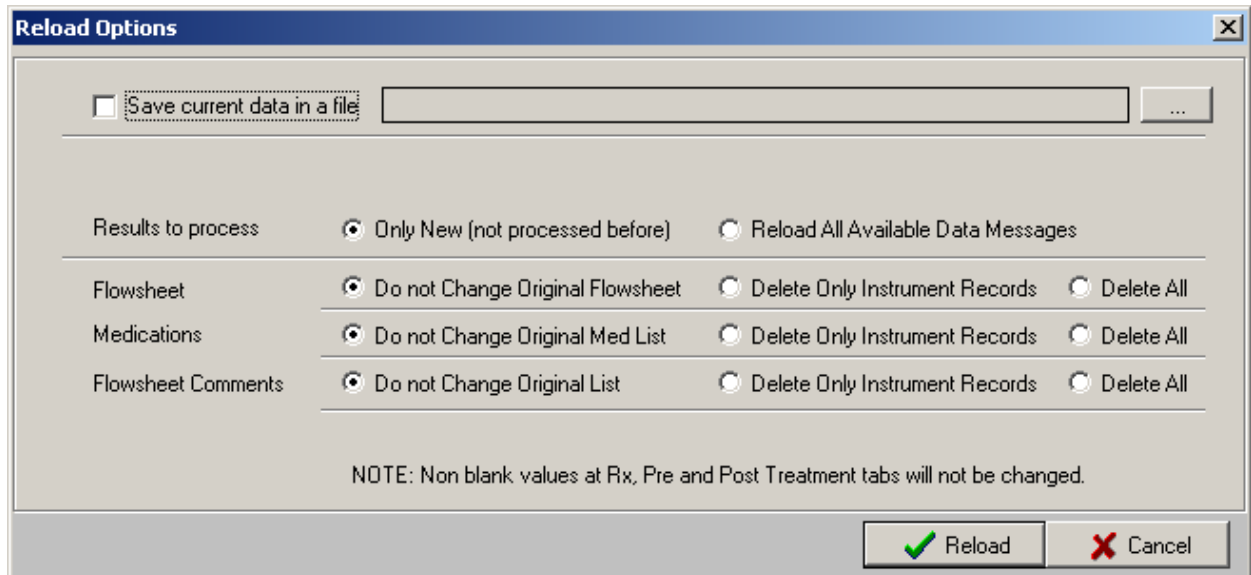 Reload Options
Save current data in a file ...
Results to process Only New (not processed before) Reload All Available Data Messages
Flowsheet Do not Change Original Flowsheet Delete Only Instrument Records Delete All
Medications Do not Change Original Med List Delete Only Instrument Records Delete All
Flowsheet Comments Do not Change Original List Delete Only Instrument Records Delete All
NOTE: Non blank values at Rx, Pre and Post Treatment tabs will not be changed.
Reload Cancel